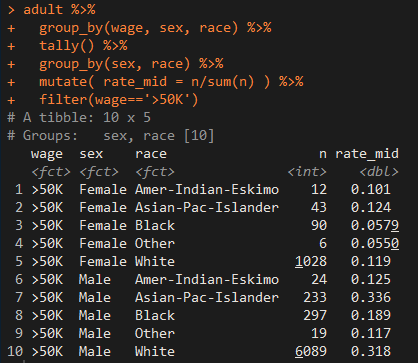 > adult %>%
+   group_by(wage, sex, race) %>%
+   tally() %>%
+   group_by(sex, race) %>%
+   mutate( rate_mid = n/sum(n) ) %>%
+   filter(wage=='>50K')
# A tibble: 10 x 5
# Groups:   sex, race [10]
   wage  sex    race                   n rate_mid
   <fct> <fct>  <fct>              <int>    <dbl>
 1 >50K  Female Amer-Indian-Eskimo    12   0.101
 2 >50K  Female Asian-Pac-Islander    43   0.124
 3 >50K  Female Black                 90   0.0579
 4 >50K  Female Other                  6   0.0550
 5 >50K  Female White               1028   0.119
 6 >50K  Male   Amer-Indian-Eskimo    24   0.125
 7 >50K  Male   Asian-Pac-Islander   233   0.336
 8 >50K  Male   Black                297   0.189
 9 >50K  Male   Other                 19   0.117
10 >50K  Male   White               6089   0.318